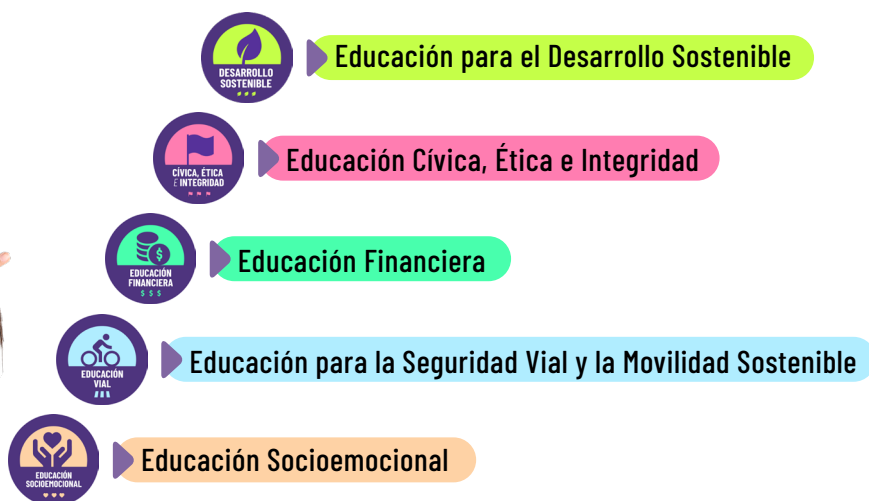 DESARROLLO
SOSTENIBLE
Educación para el Desarrollo Sostenible
CÍVICA, ÉTICA
E INTEGRIDAD
Educación Cívica, Ética e Integridad
$
EDUCACIÓN
FINANCIERA
$ $ $
Educación Financiera
EDUCACIÓN
VIAL
Educación para la Seguridad Vial y la Movilidad Sostenible
EDUCACIÓN
SOCIOEMOCIONAL
Educación Socioemocional